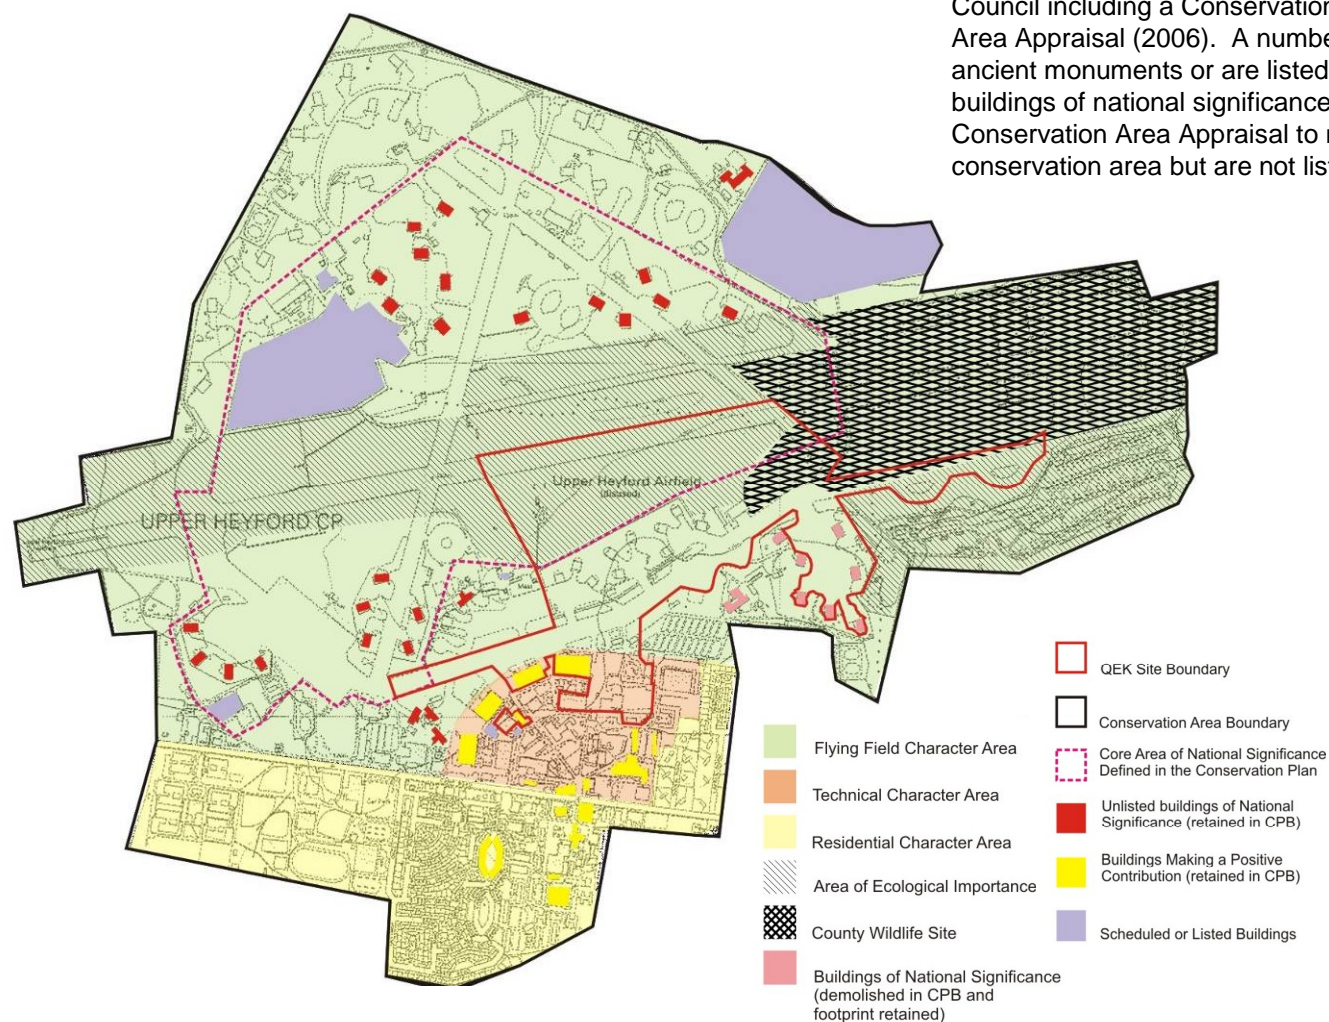 Council including a Conservation
Area Appraisal (2006).  A numbe
ancient monuments or are listed
buildings of national significance
Conservation Area Appraisal to r
conservation area but are not list
Upper Heyford Airfield
(disused)
UPPER HEYFORD CP
QEK Site Boundary
Conservation Area Boundary
Core Area of National Significance
Defined in the Conservation Plan
Unlisted buildings of National
Significance (retained in CPB)
Buildings Making a Positive
Contribution (retained in CPB)
Scheduled or Listed Buildings
Flying Field Character Area
Technical Character Area
Residential Character Area
Area of Ecological Importance
County Wildlife Site
Buildings of National Significance
(demolished in CPB and
footprint retained)